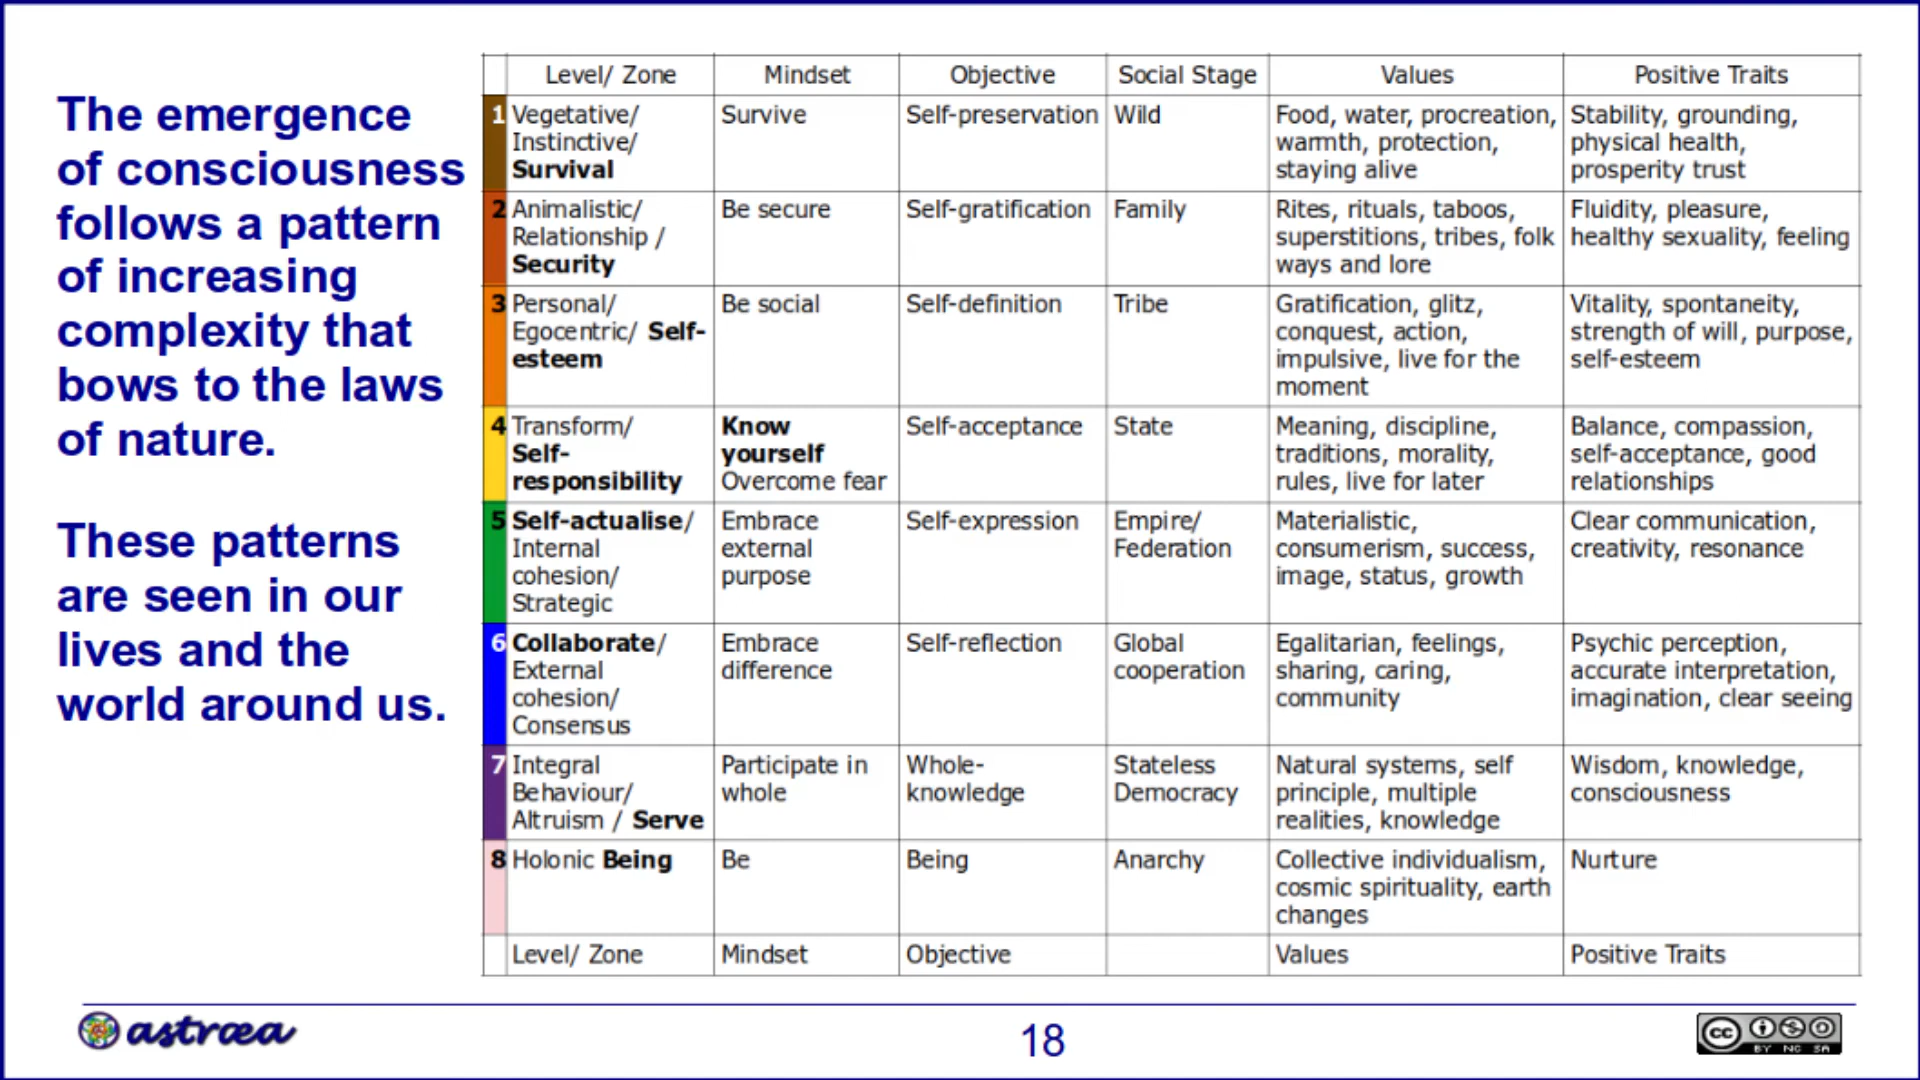 The emergence
of consciousness
follows a pattern
of increasing
complexity that
bows to the laws
of nature.
These patterns
are seen in our
lives and the
world around us.
Level/ Zone Mindset Objective Social Stage Values Positive Traits
1 Vegetative/ Survive Self-preservation Wild Food, water, procreation, Stability, grounding,
Instinctive/ warmth, protection, physical health,
Survival staying alive prosperity trust
2 Animalistic/ Be secure Self-gratification Family Rites, rituals, taboos, Fluidity, pleasure,
Relationship / superstitions, tribes, folk healthy sexuality, feeling
Security ways and lore
3 Personal/ Be social Self-definition Tribe Gratification, glitz, Vitality, spontaneity,
Egocentric/ Self- conquest, action, strength of will, purpose,
esteem impulsive, live for the self-esteem
moment
4 Transform/ Know Self-acceptance State Meaning, discipline, Balance, compassion,
Self- yourself traditions, morality, self-acceptance, good
responsibility Overcome fear rules, live for later relationships
5 Self-actualise/ Embrace Self-expression Empire/ Materialistic, Clear communication,
Internal external Federation consumerism, success, creativity, resonance
cohesion/ purpose image, status, growth
Strategic
6 Collaborate/ Embrace Self-reflection Global Egalitarian, feelings, Psychic perception,
External difference cooperation sharing, caring, accurate interpretation,
cohesion/ community imagination, clear seeing
Consensus
7 Integral Participate in Whole- Stateless Natural systems, self Wisdom, knowledge,
Behaviour/ whole knowledge Democracy principle, multiple consciousness
Altruism / Serve realities, knowledge
8 Holonic Being Be Being Anarchy Collective individualism, Nurture
cosmic spirituality, earth
changes
Level/ Zone Mindset Objective Values Positive Traits
astræa 18 cc
BY NC SA